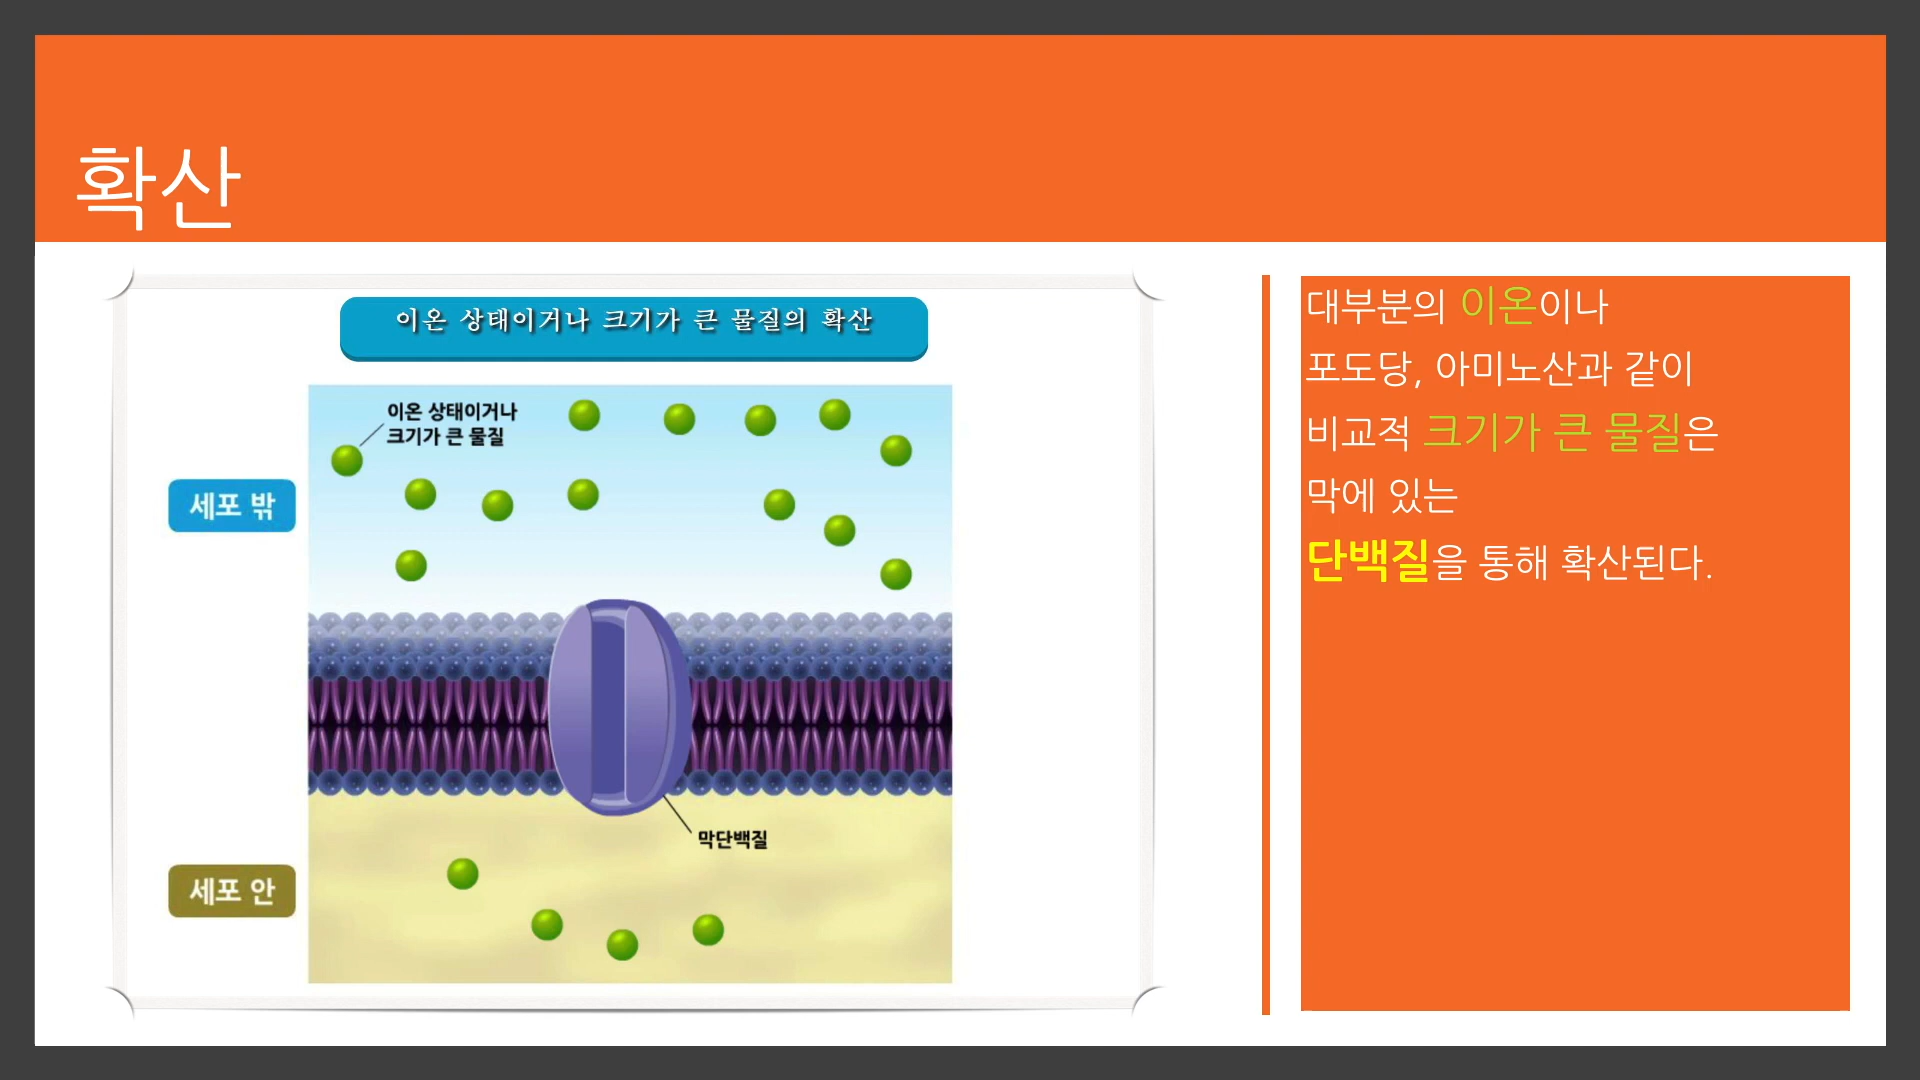 확산
이온 상태이거나 크기가 큰 물질의 확산
이온 상태이거나
크기가 큰 물질
세포 밖
막단백질
세포 안
대부분의 이온이나
포도당, 아미노산과 같이
비교적 크기가 큰 물질은
막에 있는
단백질을 통해 확산된다.